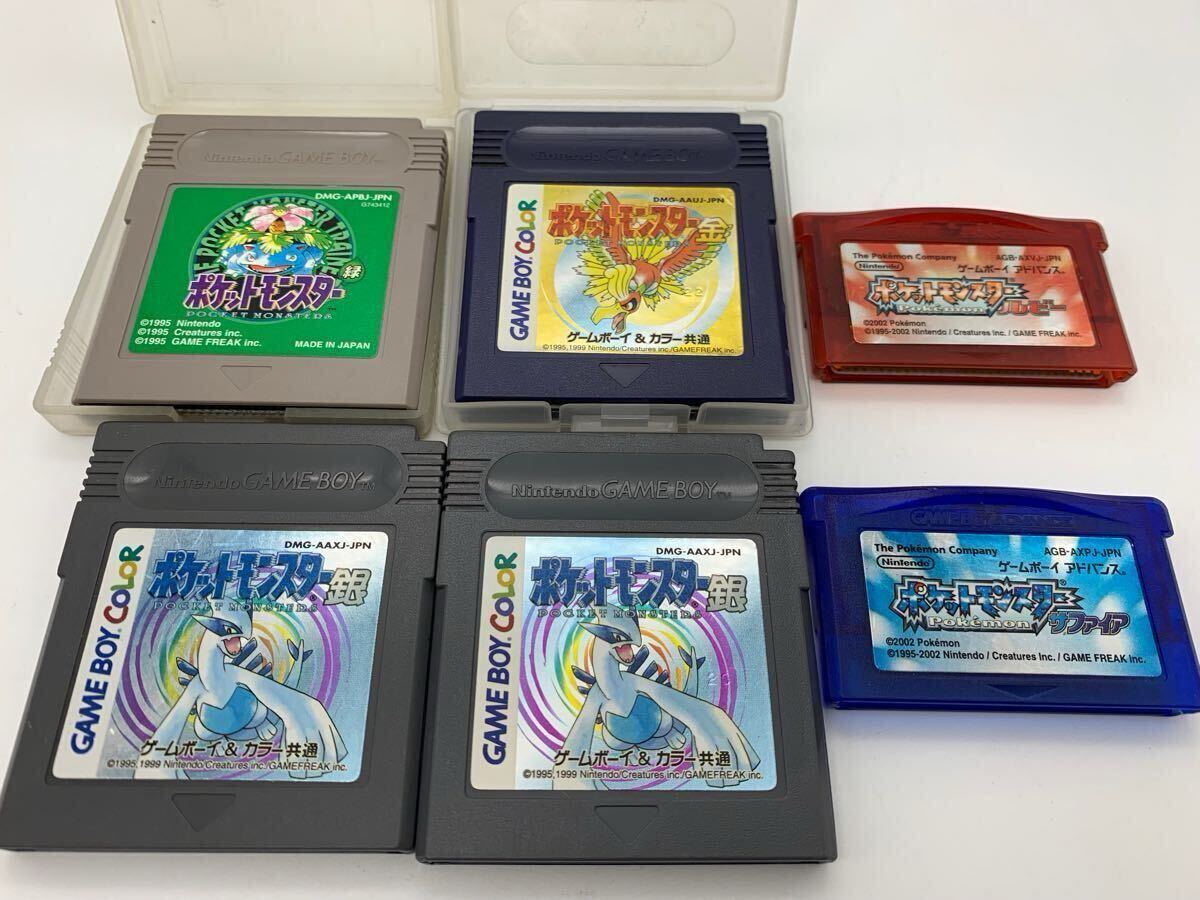 Nintendo GAME BOY™
DMG-APBJ-JPN
G743412
緑
ポケットモンスター
POCKET MONSTERS
©1995 Nintendo
©1995 Creatures inc.
©1995 GAME FREAK inc.
MADE IN JAPAN
Nintendo GAME BOY™
DMG-AAUJ-JPN
GAME BOY COLOR
ポケットモンスター金
POCKET MONSTERS
22
ゲームボーイ & カラー共通
©1995,1999 Nintendo/Creatures inc./GAMEFREAK inc.
The Pokémon Company
AGB-AXVJ-JPN
Nintendo
ゲームボーイ アドバンス®
ポケットモンスター
Pokémon
ルビー
©2002 Pokémon
©1995-2002 Nintendo / Creatures Inc. / GAME FREAK Inc.
Nintendo GAME BOY™
DMG-AAXJ-JPN
GAME BOY COLOR
ポケットモンスター銀
POCKET MONSTERS
ゲームボーイ & カラー共通
©1995,1999 Nintendo/Creatures inc./GAMEFREAK inc.
Nintendo GAME BOY™
DMG-AAXJ-JPN
GAME BOY COLOR
ポケットモンスター銀
POCKET MONSTERS
ゲームボーイ & カラー共通
©1995,1999 Nintendo/Creatures inc./GAMEFREAK inc.
GAME BOY ADVANCE
The Pokémon Company
AGB-AXPJ-JPN
Nintendo
ゲームボーイ アドバンス®
ポケットモンスター®
Pokémon
サファイア
©2002 Pokémon
©1995-2002 Nintendo / Creatures Inc. / GAME FREAK Inc.